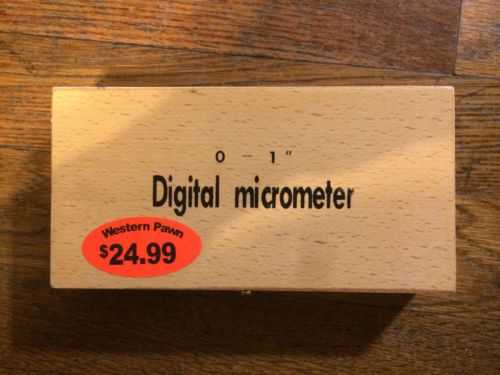 0 - 1"
Digital micrometer
Western Pawn
$24.99